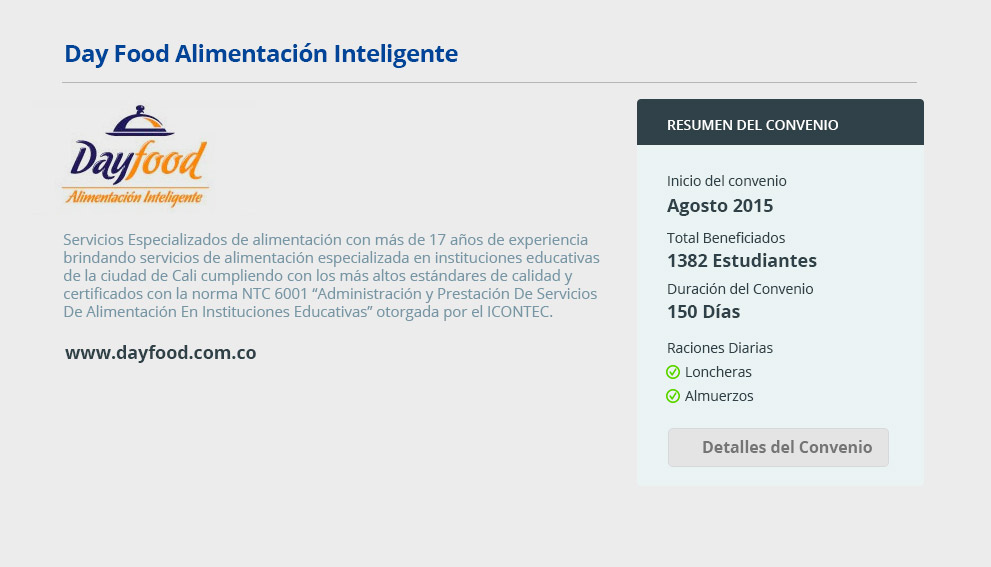 Day Food Alimentación Inteligente
Dayfood
Alimentación Inteligente
Servicios Especializados de alimentación con más de 17 años de experiencia
brindando servicios de alimentación especializada en instituciones educativas
de la ciudad de Cali cumpliendo con los más altos estándares de calidad y
certificados con la norma NTC 6001 “Administración y Prestación De Servicios
De Alimentación En Instituciones Educativas” otorgada por el ICONTEC.
www.dayfood.com.co
RESUMEN DEL CONVENIO
Inicio del convenio
Agosto 2015
Total Beneficiados
1382 Estudiantes
Duración del Convenio
150 Días
Raciones Diarias
Loncheras
Almuerzos
Detalles del Convenio